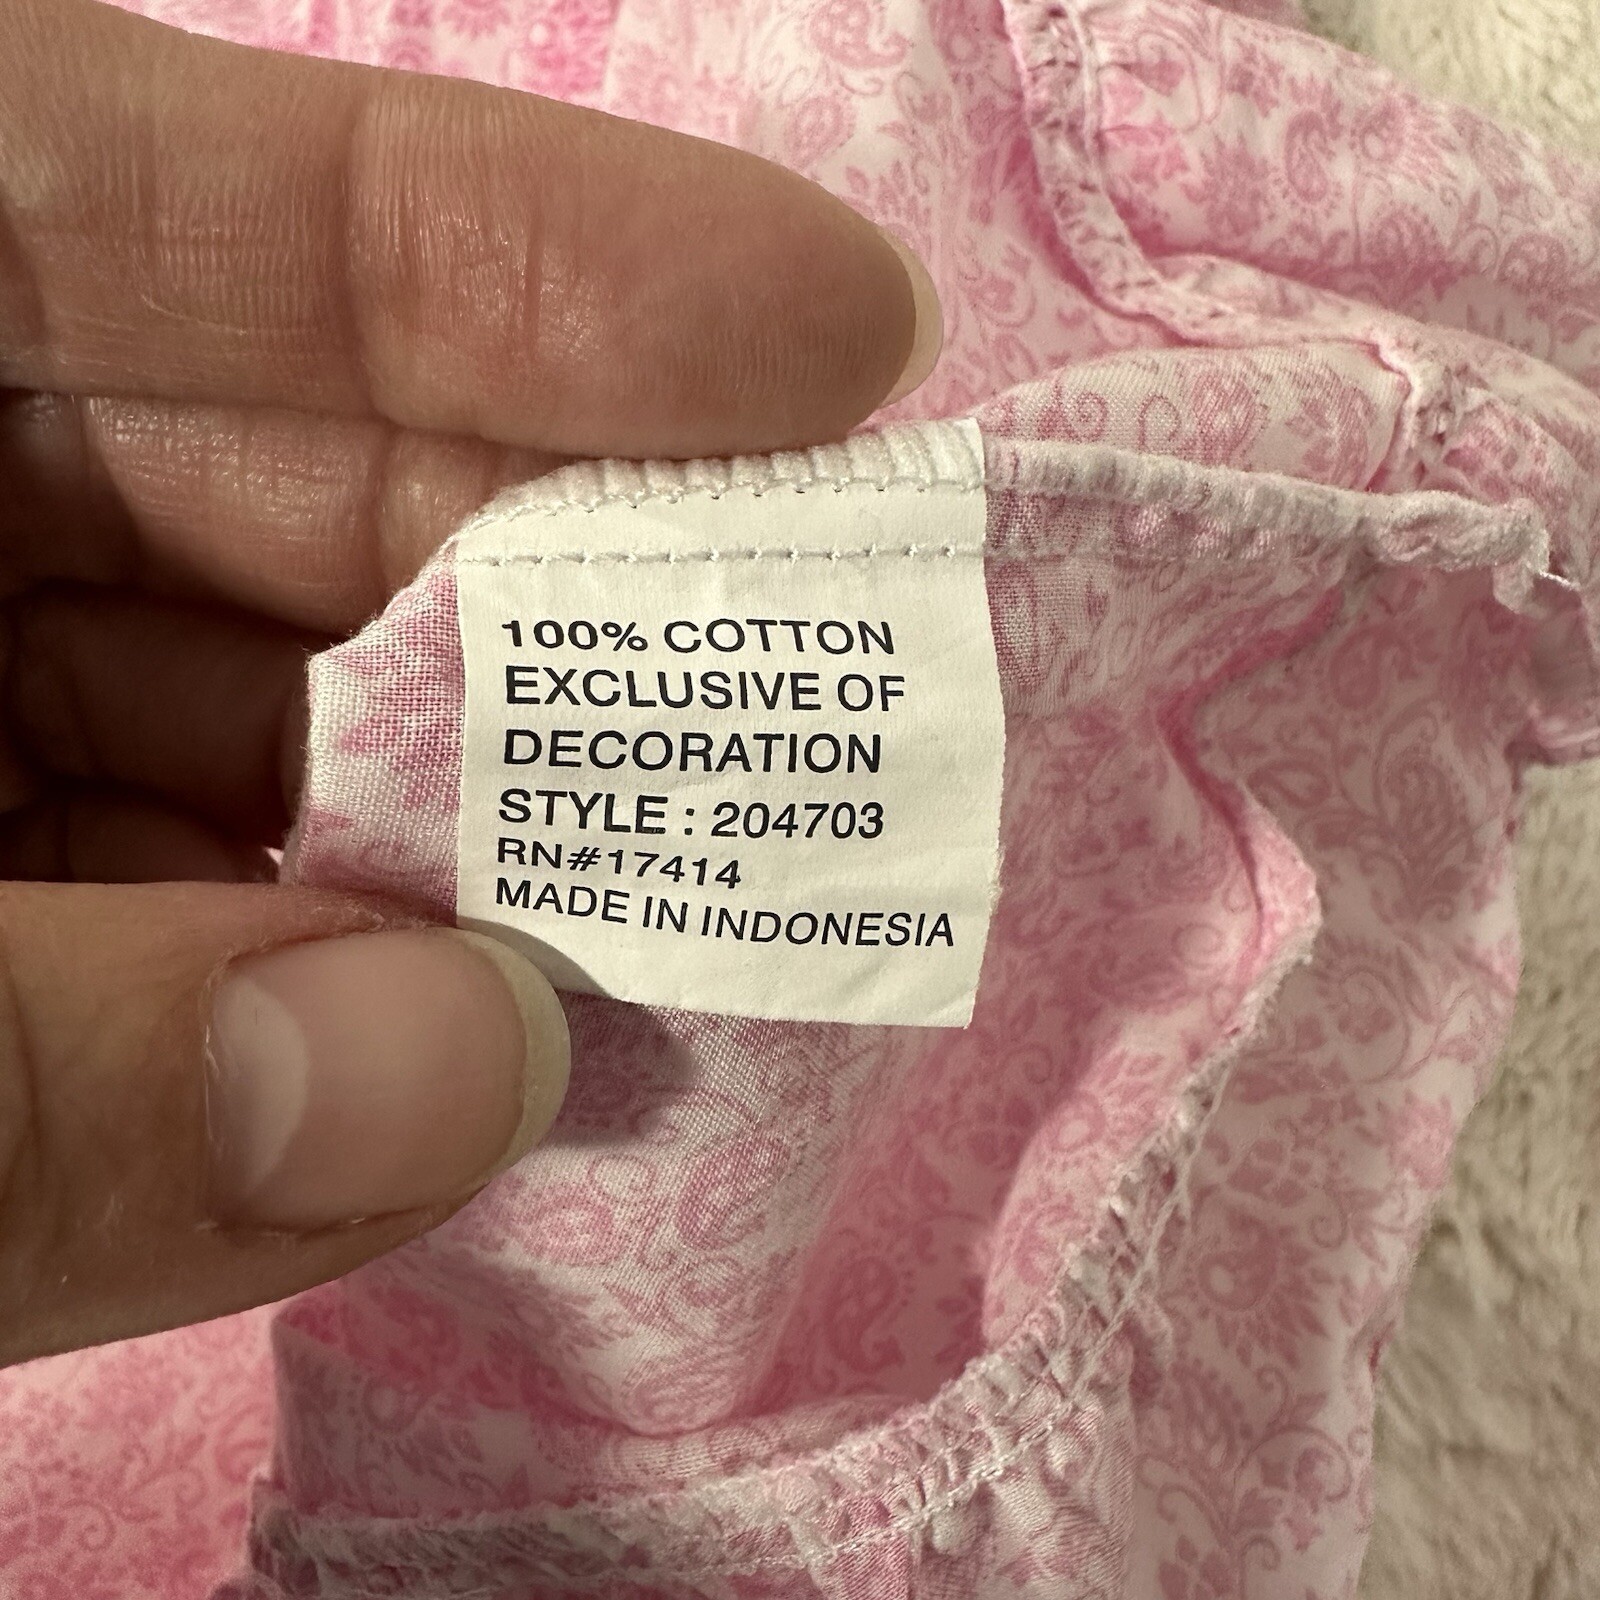 100% COTTON
EXCLUSIVE OF
DECORATION
STYLE : 204703
RN#17414
MADE IN INDONESIA